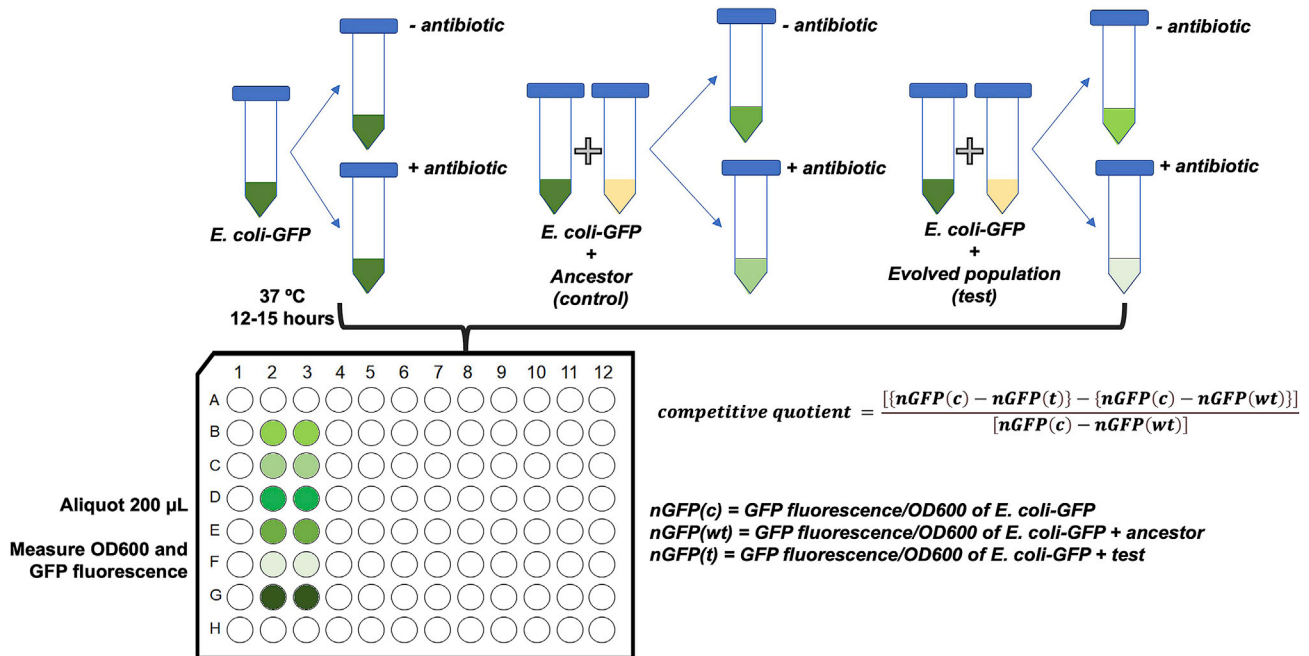 - antibiotic
- antibiotic
- antibiotic
+ antibiotic
+ antibiotic
+ antibiotic
E. coli-GFP
E. coli-GFP
+
Ancestor
(control)
E. coli-GFP
+
Evolved population
(test)
37 ºC
12-15 hours
1 2 3 4 5 6 7 8 9 10 11 12
A
B
C
D
E
F
G
H
Aliquot 200 µL
Measure OD600 and
GFP fluorescence
competitive quotient = [{nGFP(c) − nGFP(t)} − {nGFP(c) − nGFP(wt)}]
[nGFP(c) − nGFP(wt)]
nGFP(c) = GFP fluorescence/OD600 of E. coli-GFP
nGFP(wt) = GFP fluorescence/OD600 of E. coli-GFP + ancestor
nGFP(t) = GFP fluorescence/OD600 of E. coli-GFP + test